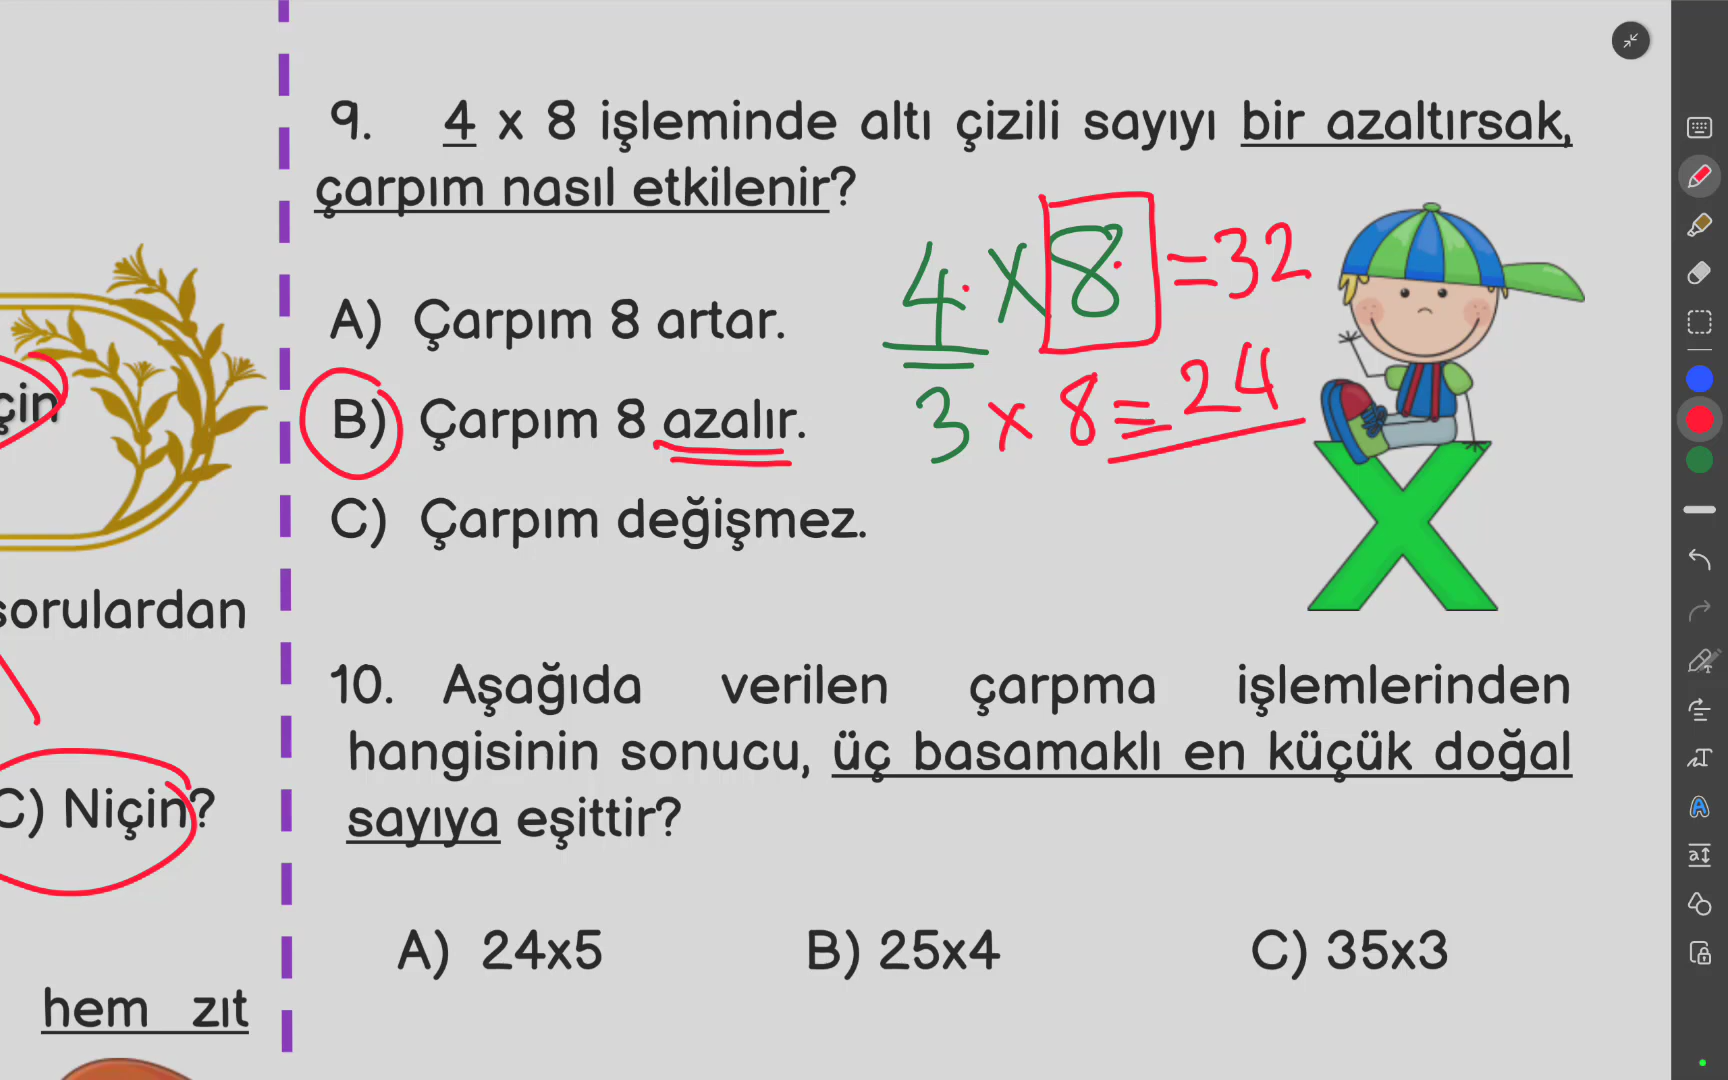 9. 4 x 8 işleminde altı çizili sayıyı bir azaltırsak,
çarpım nasıl etkilenir?
4 x 8 = 32
A) Çarpım 8 artar.
3 x 8 = 24
B) Çarpım 8 azalır.
C) Çarpım değişmez.
çin
sorulardan
10. Aşağıda verilen çarpma işlemlerinden
hangisinin sonucu, üç basamaklı en küçük doğal
sayıya eşittir?
C) Niçin?
A) 24x5 B) 25x4 C) 35x3
hem zıt